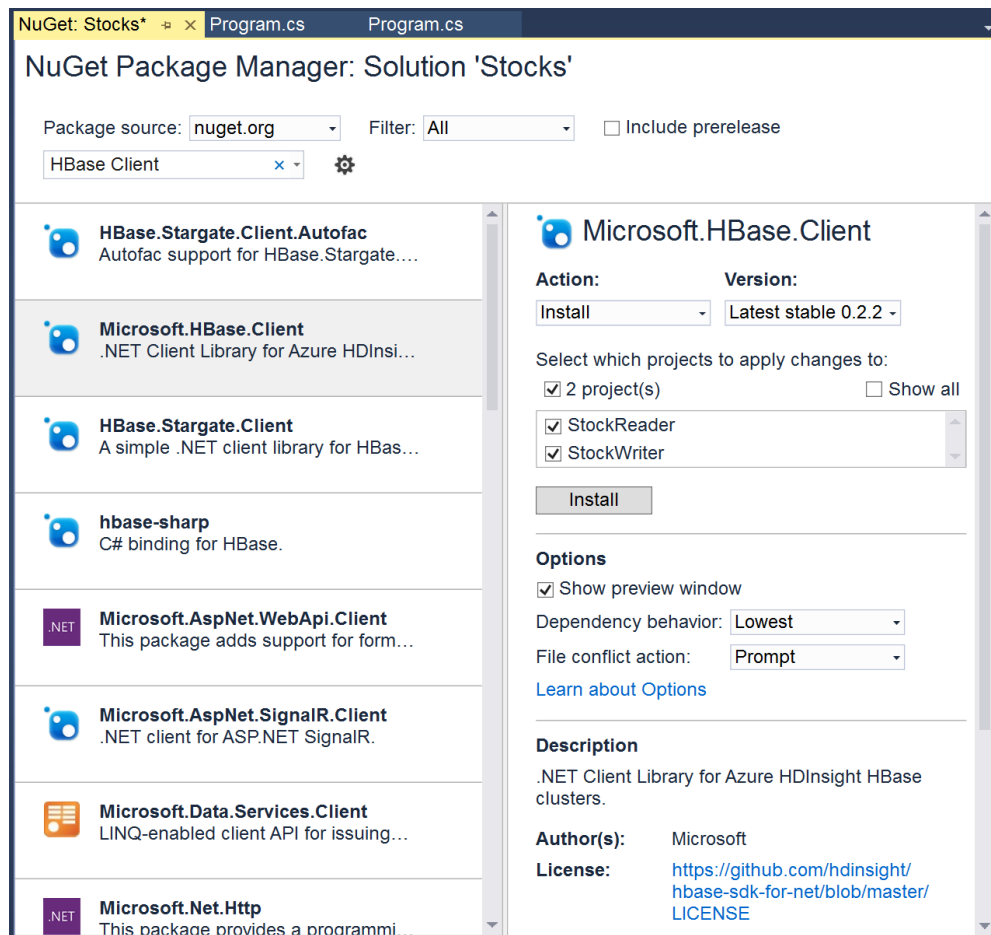 NuGet: Stocks*
Program.cs
Program.cs
NuGet Package Manager: Solution 'Stocks'
Package source: nuget.org
Filter: All
Include prerelease
HBase Client
HBase.Stargate.Client.Autofac
Autofac support for HBase.Stargate....
Microsoft.HBase.Client
.NET Client Library for Azure HDInsi...
HBase.Stargate.Client
A simple .NET client library for HBas...
hbase-sharp
C# binding for HBase.
.NET
Microsoft.AspNet.WebApi.Client
This package adds support for form...
Microsoft.AspNet.SignalR.Client
.NET client for ASP.NET SignalR.
Microsoft.Data.Services.Client
LINQ-enabled client API for issuing...
.NET
Microsoft.Net.Http
This package provides a programmi...
Microsoft.HBase.Client
Action:
Version:
Install
Latest stable 0.2.2
Select which projects to apply changes to:
2 project(s)
Show all
StockReader
StockWriter
Install
Options
Show preview window
Dependency behavior: Lowest
File conflict action: Prompt
Learn about Options
Description
.NET Client Library for Azure HDInsight HBase
clusters.
Author(s): Microsoft
License: https://github.com/hdinsight/
hbase-sdk-for-net/blob/master/
LICENSE